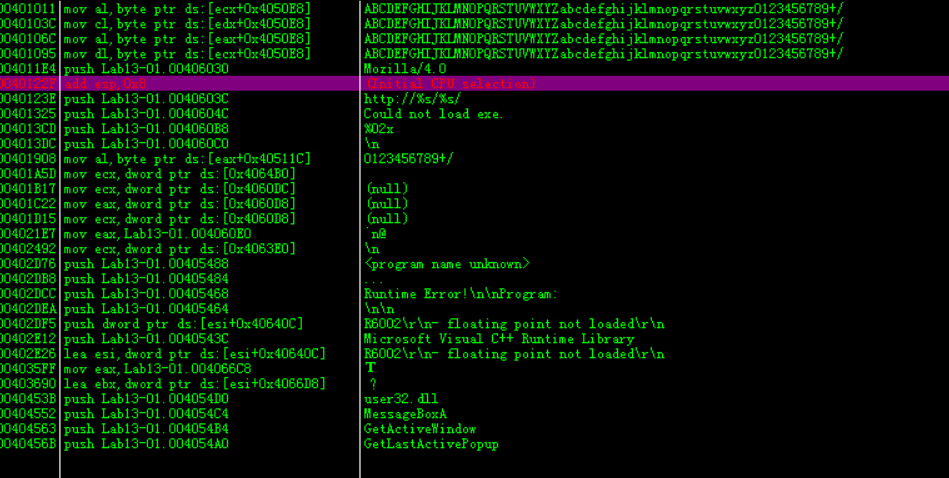 00401011 mov al,byte ptr ds:[ecx+0x4050E8] ABCDEFGHIJKLMNOPQRSTUVWXYZabcdefghijklmnopqrstuvwxyz0123456789+/
0040103C mov cl,byte ptr ds:[edx+0x4050E8] ABCDEFGHIJKLMNOPQRSTUVWXYZabcdefghijklmnopqrstuvwxyz0123456789+/
0040106C mov al,byte ptr ds:[eax+0x4050E8] ABCDEFGHIJKLMNOPQRSTUVWXYZabcdefghijklmnopqrstuvwxyz0123456789+/
00401095 mov dl,byte ptr ds:[ecx+0x4050E8] ABCDEFGHIJKLMNOPQRSTUVWXYZabcdefghijklmnopqrstuvwxyz0123456789+/
004011E4 push Lab13-01.00406030 Mozilla/4.0
0040122F add esp,0x8 (Initial CPU selection)
0040123E push Lab13-01.0040603C http://%s/%s/
00401325 push Lab13-01.0040604C Could not load exe.
004013CD push Lab13-01.004060B8 %02x
004013DC push Lab13-01.004060C0 \n
00401908 mov al,byte ptr ds:[eax+0x40511C] 0123456789+/
00401A5D mov ecx,dword ptr ds:[0x4064B0]
00401B17 mov ecx,dword ptr ds:[0x4060DC] (null)
00401C22 mov eax,dword ptr ds:[0x4060D8] (null)
00401D15 mov ecx,dword ptr ds:[0x4060D8] (null)
004021E7 mov eax,Lab13-01.004060E0 `n@
00402492 mov ecx,dword ptr ds:[0x4063E0] \n
00402D76 push Lab13-01.00405488 <program name unknown>
00402DB8 push Lab13-01.00405484 ...
00402DCC push Lab13-01.00405468 Runtime Error!\n\nProgram:
00402DEA push Lab13-01.00405464 \n\n
00402DF5 push dword ptr ds:[esi+0x40640C] R6002\r\n- floating point not loaded\r\n
00402E12 push Lab13-01.0040543C Microsoft Visual C++ Runtime Library
00402E26 lea esi,dword ptr ds:[esi+0x40640C] R6002\r\n- floating point not loaded\r\n
004035FF mov eax,Lab13-01.004066C8 T
00403690 lea ebx,dword ptr ds:[esi+0x4066D8] ?
0040453B push Lab13-01.004054D0 user32.dll
00404552 push Lab13-01.004054C4 MessageBoxA
00404563 push Lab13-01.004054B4 GetActiveWindow
0040456B push Lab13-01.004054A0 GetLastActivePopup